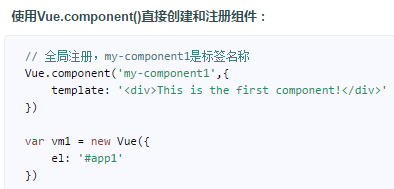 使用Vue.component()直接创建和注册组件：
// 全局注册，my-component1是标签名称
Vue.component('my-component1',{
    template: '<div>This is the first component!</div>'
})
var vm1 = new Vue({
    el: '#app1'
})